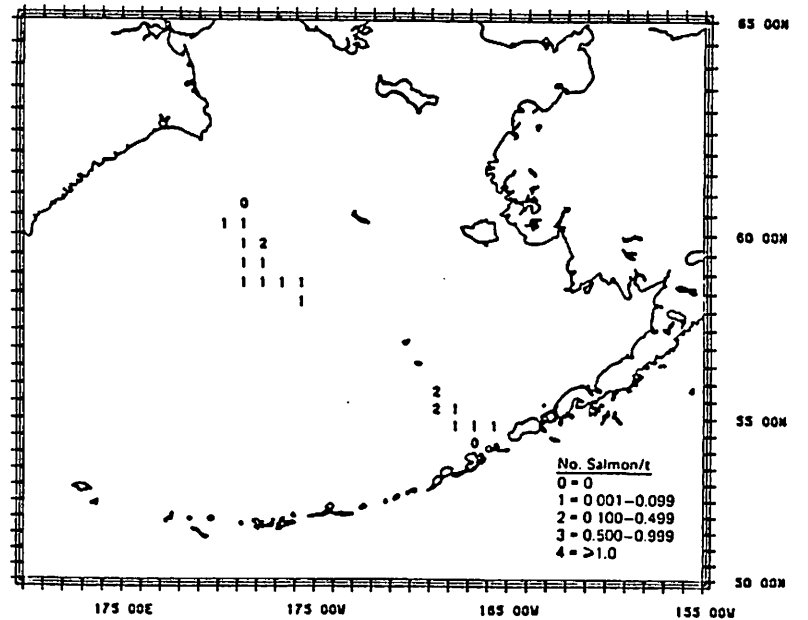 65 00N
0
1 1
1 2
60 00N
1 1
1 1 1 1
1
2
2 1
1 1 1
55 00N
0
No. Salmon/t
0 = 0
1 = 0 001–0.099
2 = 0 100–0.499
3 = 0.500–0.999
4 = >1.0
50 00N
175 00E
175 00W
165 00W
155 00W